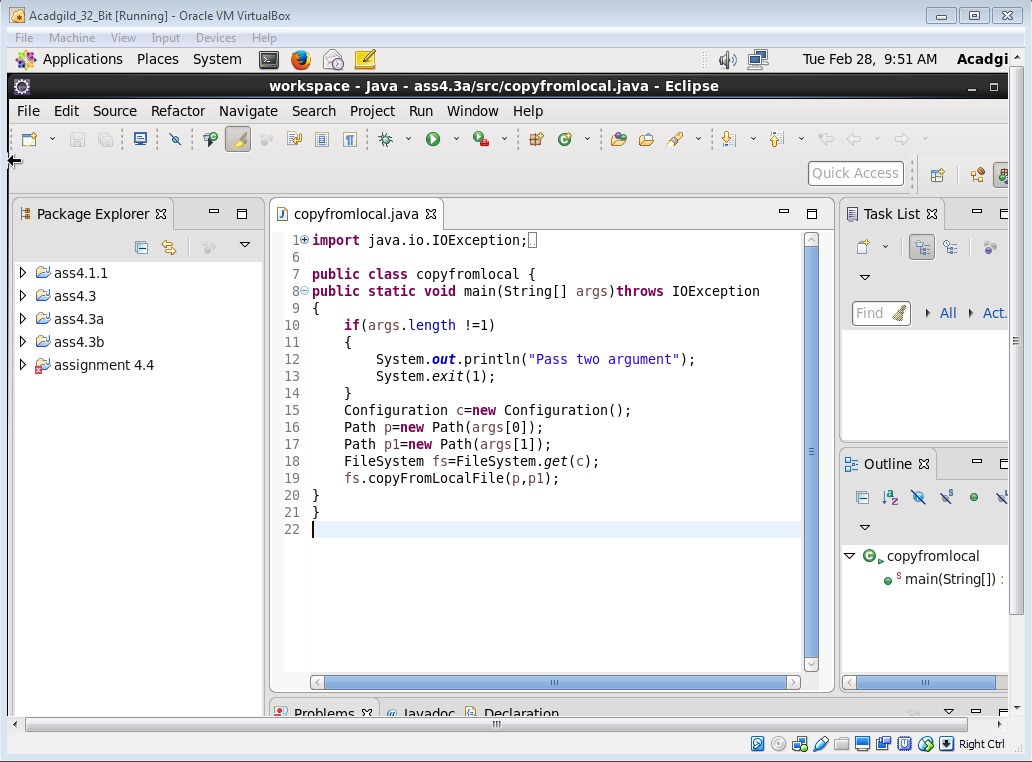 Acadgild_32_Bit [Running] - Oracle VM VirtualBox
File Machine View Input Devices Help
Applications Places System Tue Feb 28, 9:51 AM Acadgi
workspace - Java - ass4.3a/src/copyfromlocal.java - Eclipse
File Edit Source Refactor Navigate Search Project Run Window Help
Quick Access
Package Explorer
ass4.1.1
ass4.3
ass4.3a
ass4.3b
assignment 4.4
copyfromlocal.java
1 import java.io.IOException;
6
7 public class copyfromlocal {
8 public static void main(String[] args)throws IOException
9 {
10 if(args.length !=1)
11 {
12 System.out.println("Pass two argument");
13 System.exit(1);
14 }
15 Configuration c=new Configuration();
16 Path p=new Path(args[0]);
17 Path p1=new Path(args[1]);
18 FileSystem fs=FileSystem.get(c);
19 fs.copyFromLocalFile(p,p1);
20 }
21 }
22
Task List
Find All Act.
Outline
copyfromlocal
main(String[]) :
Problems @ Javadoc Declaration
Right Ctrl